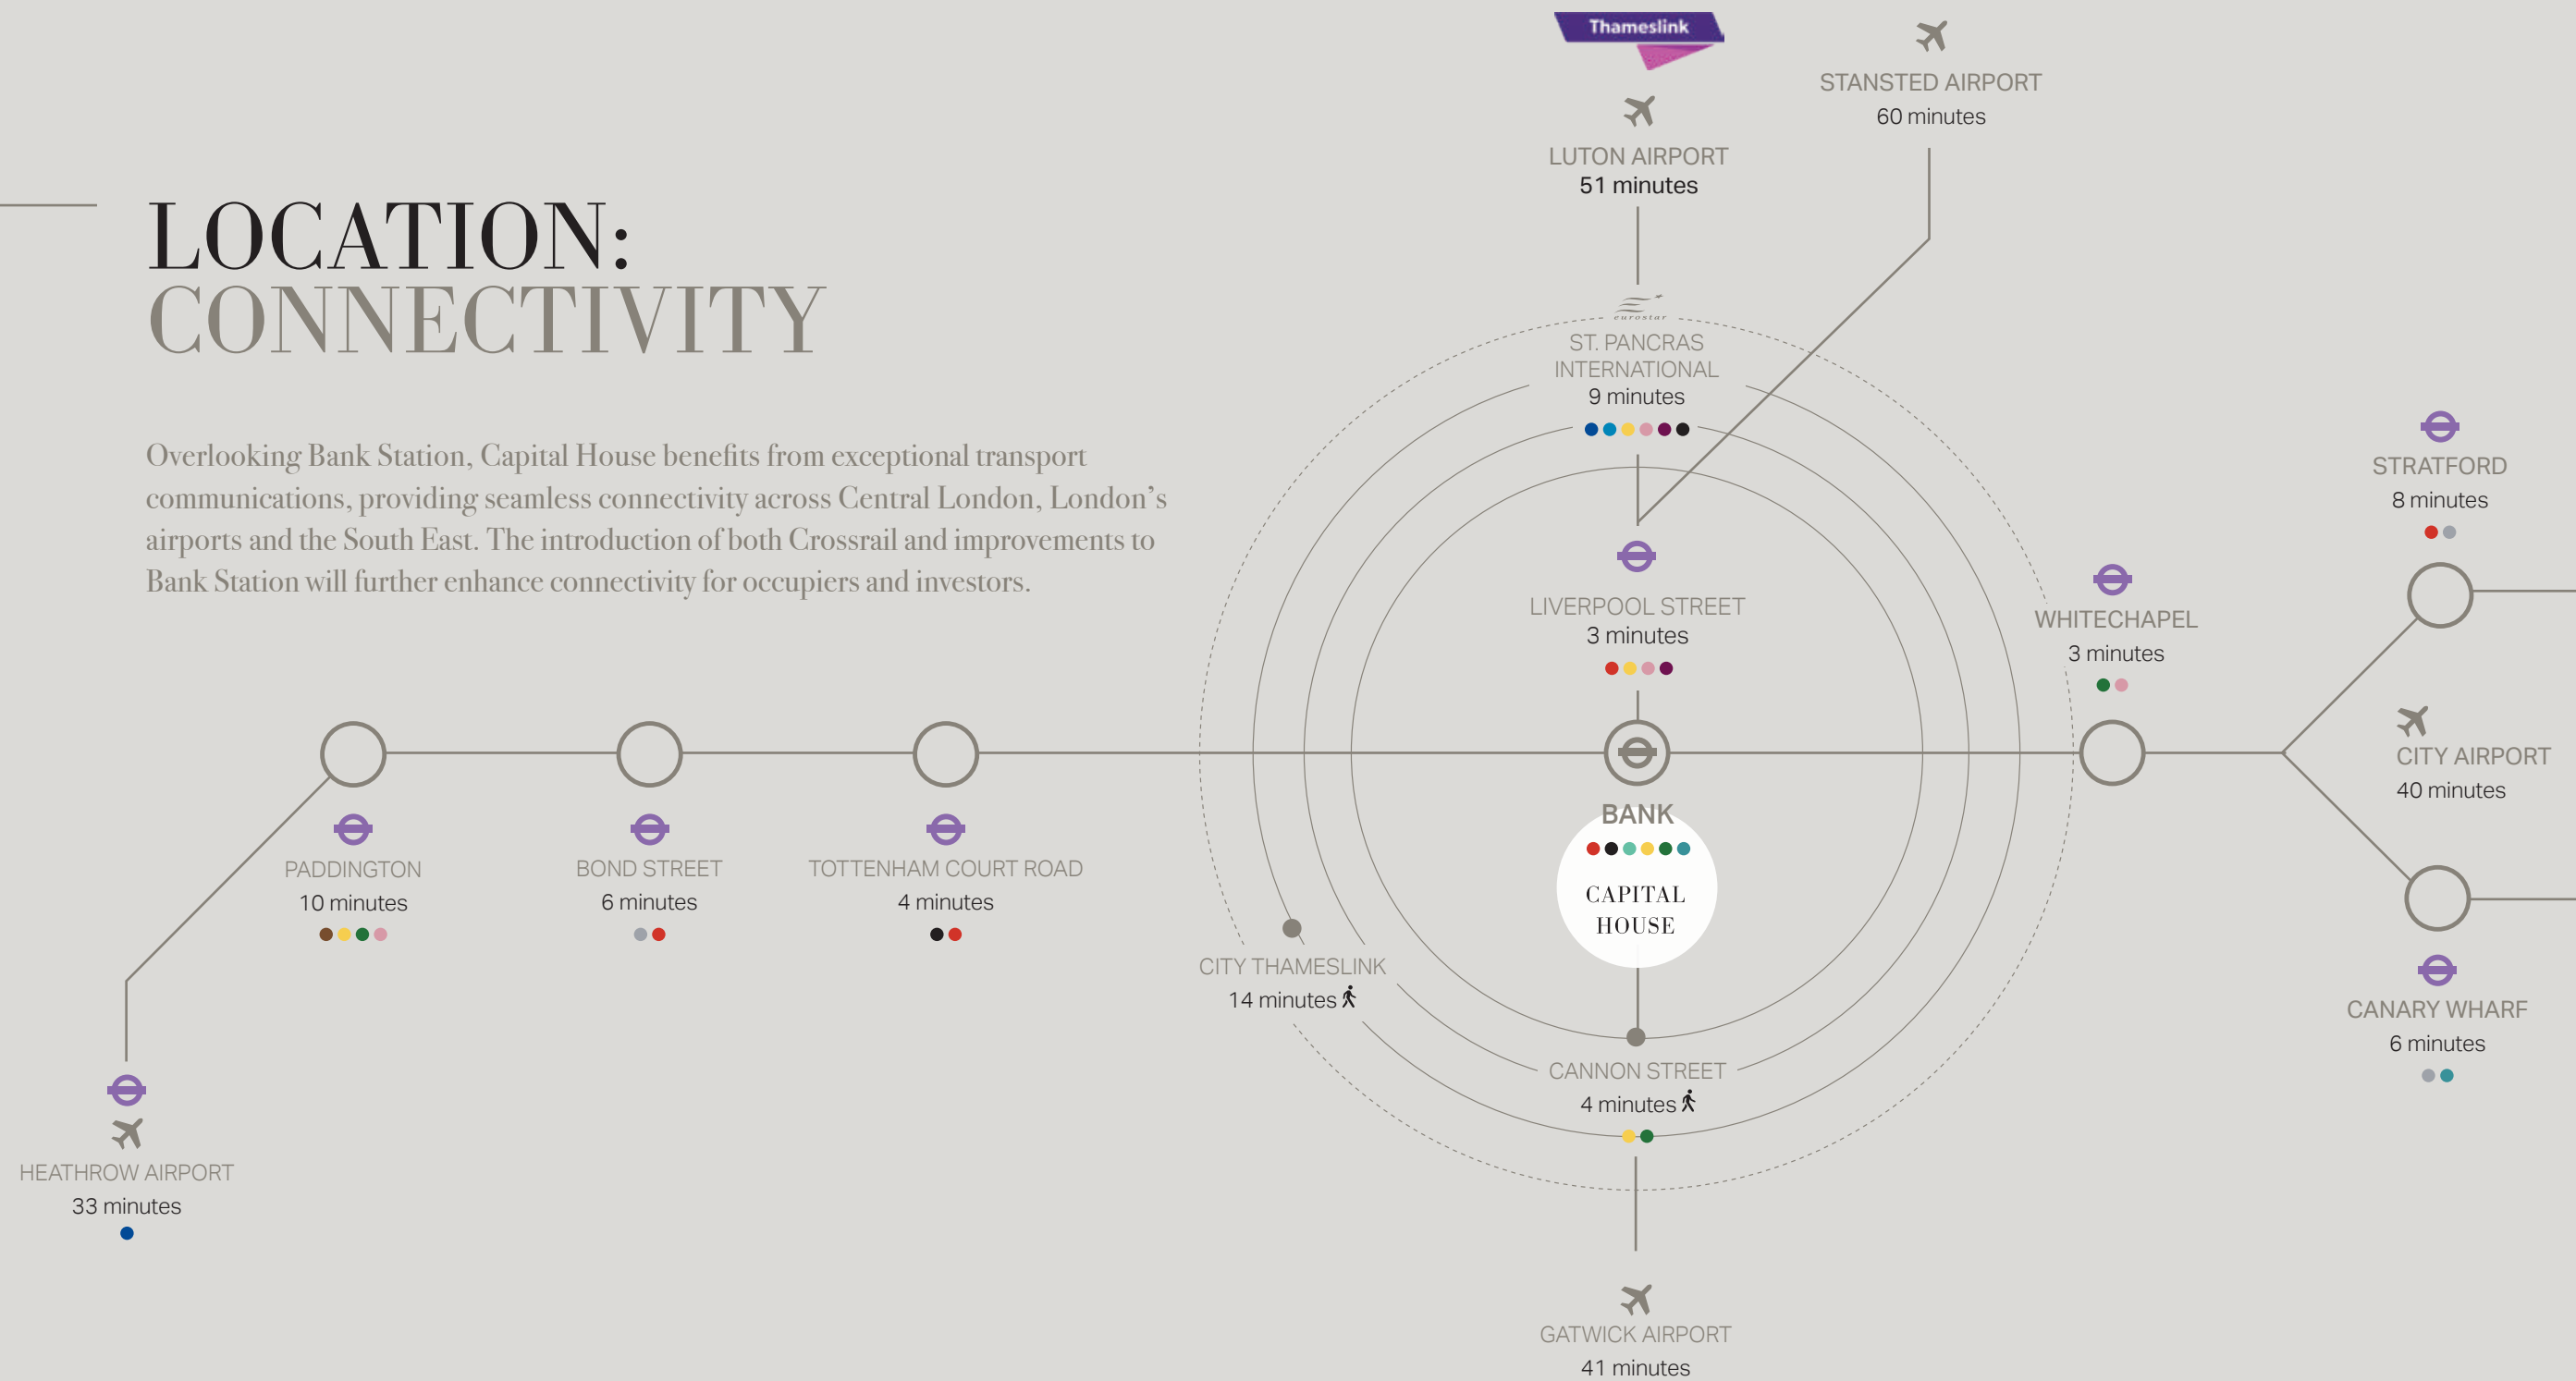 Thameslink
STANSTED AIRPORT
60 minutes
LUTON AIRPORT
51 minutes
LOCATION:
CONNECTIVITY
eurostar
ST. PANCRAS
INTERNATIONAL
9 minutes
Overlooking Bank Station, Capital House benefits from exceptional transport
communications, providing seamless connectivity across Central London, London’s
airports and the South East. The introduction of both Crossrail and improvements to
Bank Station will further enhance connectivity for occupiers and investors.
STRATFORD
8 minutes
LIVERPOOL STREET
3 minutes
WHITECHAPEL
3 minutes
CITY AIRPORT
40 minutes
PADDINGTON
10 minutes
BOND STREET
6 minutes
TOTTENHAM COURT ROAD
4 minutes
BANK
CAPITAL
HOUSE
CITY THAMESLINK
14 minutes
CANNON STREET
4 minutes
CANARY WHARF
6 minutes
HEATHROW AIRPORT
33 minutes
GATWICK AIRPORT
41 minutes